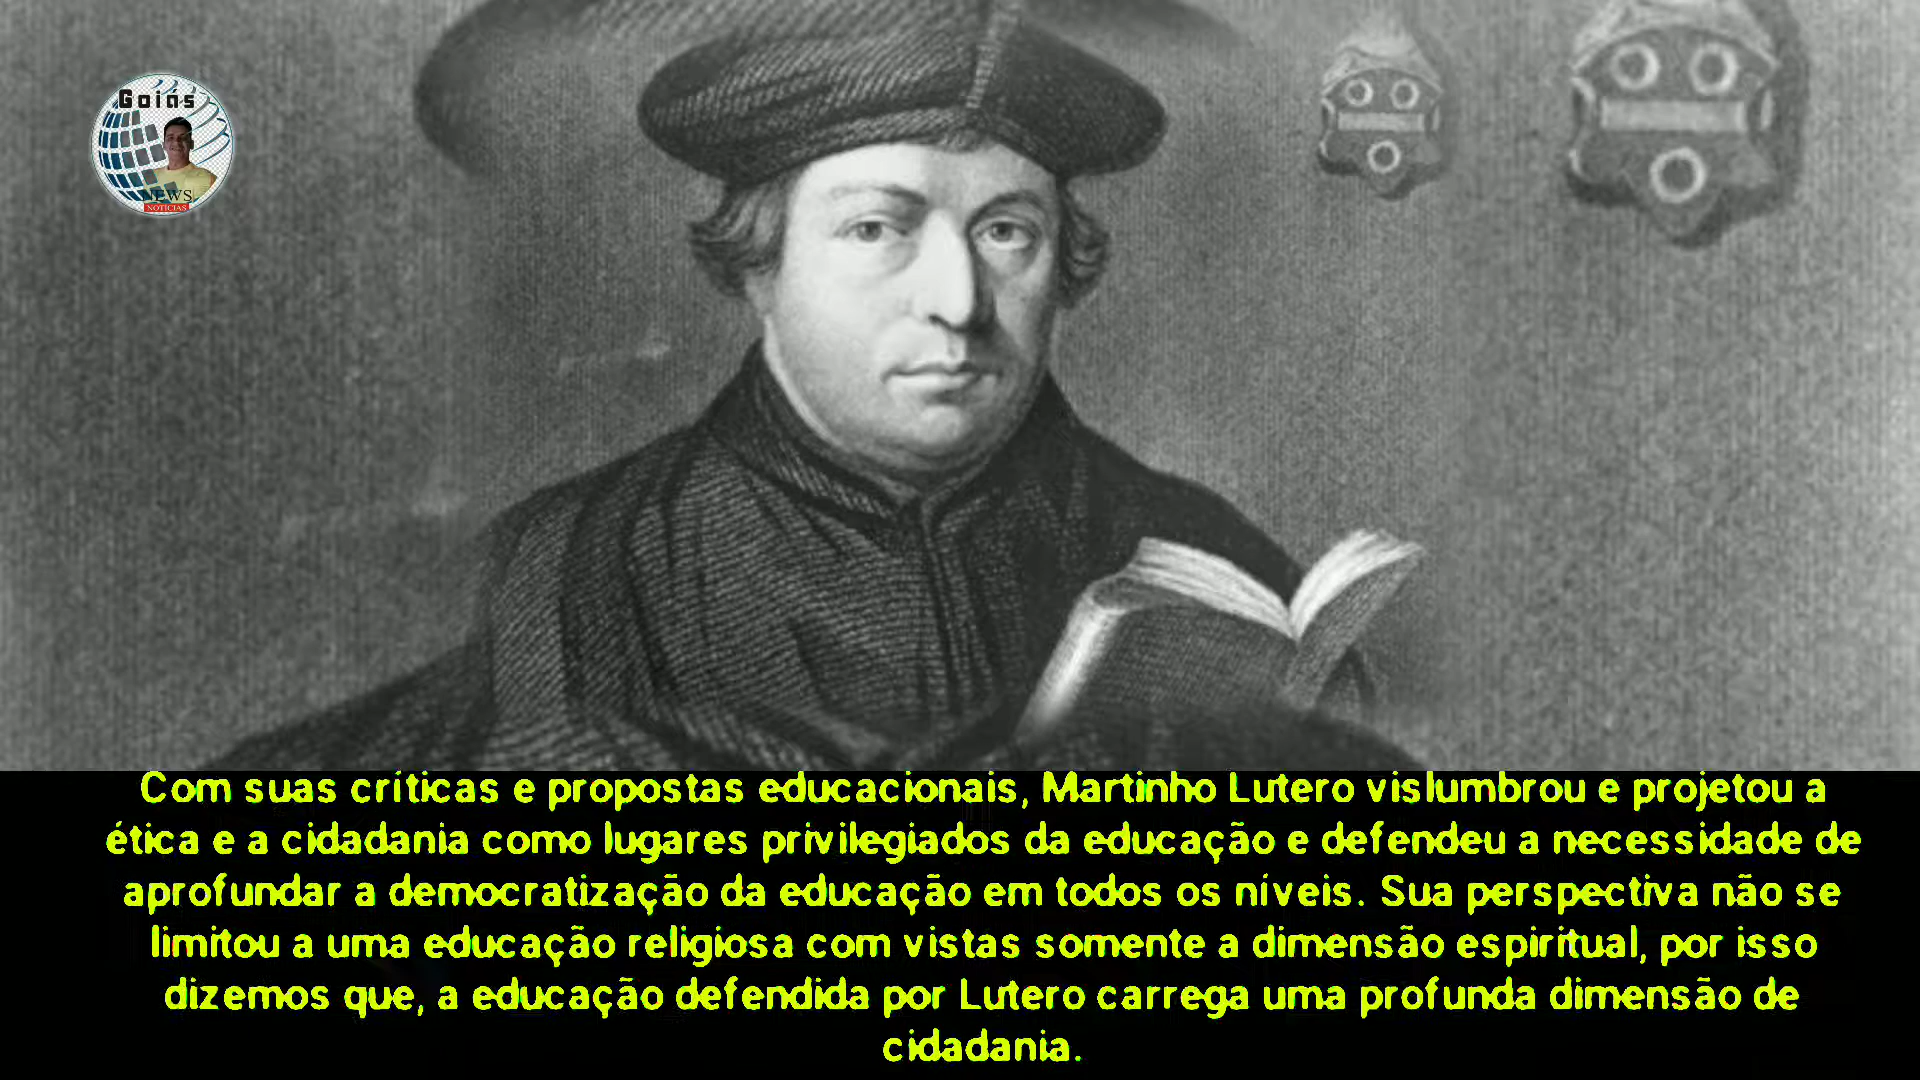 Goiás
NEWS
NOTÍCIAS
Com suas críticas e propostas educacionais, Martinho Lutero vislumbrou e projetou a
ética e a cidadania como lugares privilegiados da educação e defendeu a necessidade de
aprofundar a democratização da educação em todos os níveis. Sua perspectiva não se
limitou a uma educação religiosa com vistas somente a dimensão espiritual, por isso
dizemos que, a educação defendida por Lutero carrega uma profunda dimensão de
cidadania.